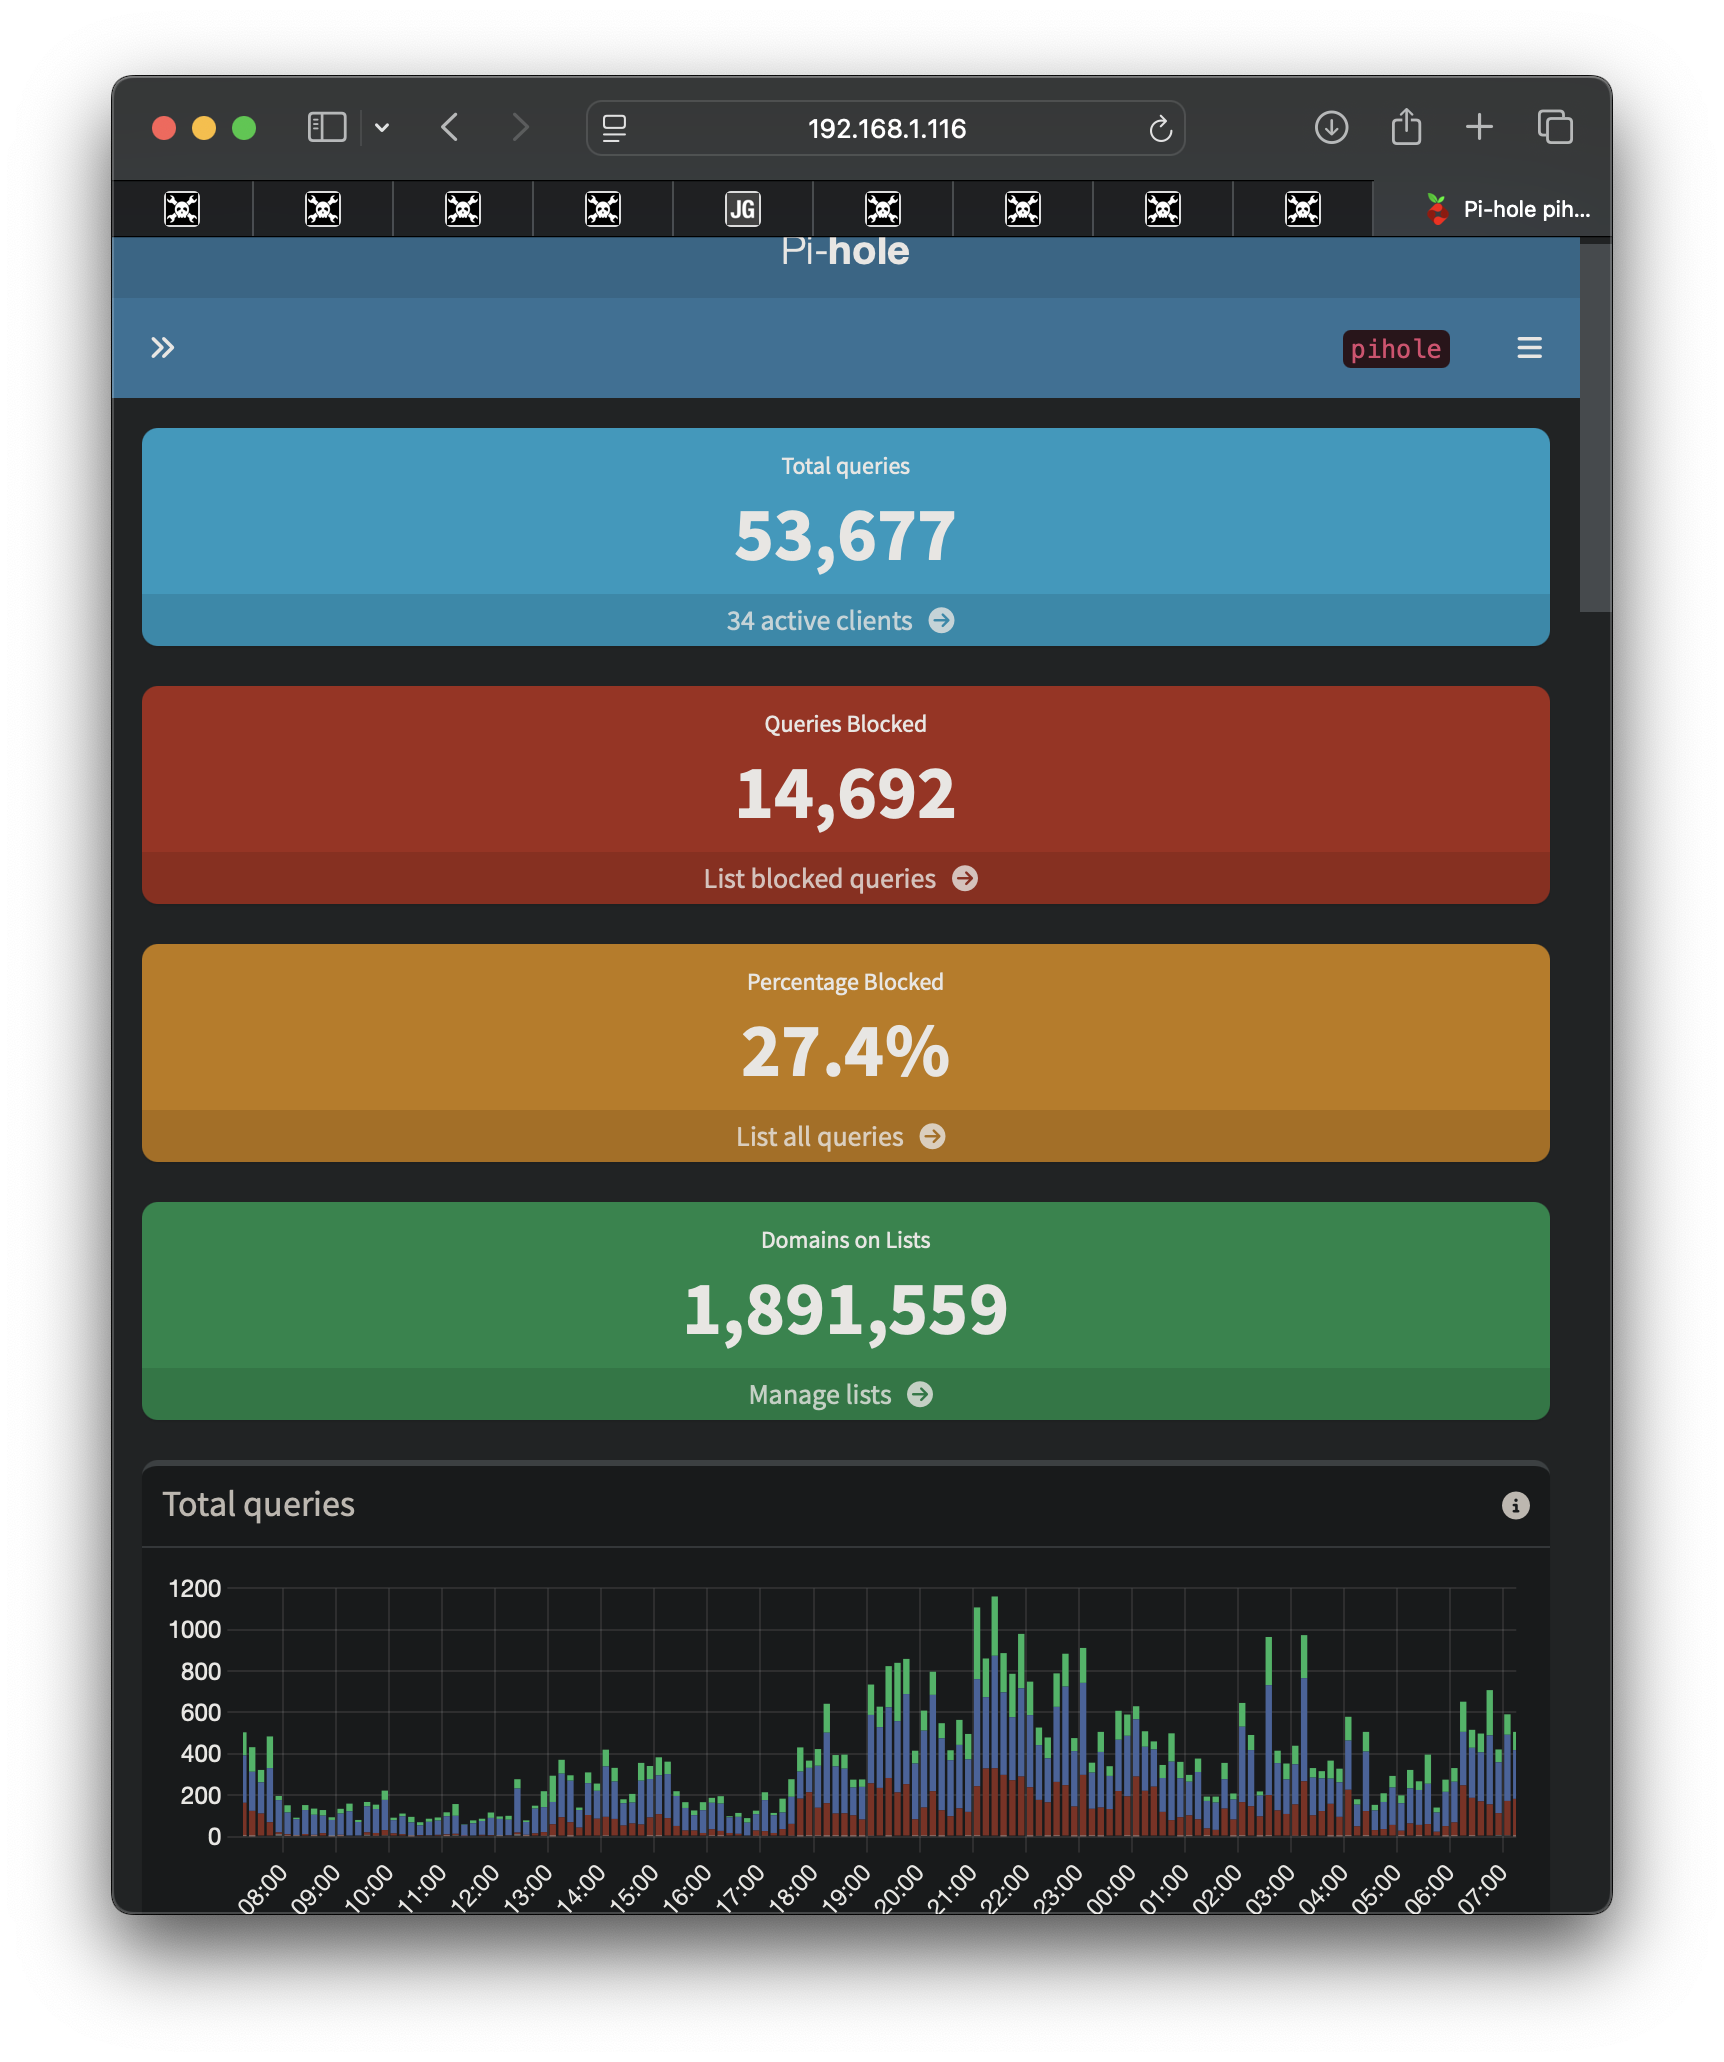 192.168.1.116
JG
Pi-hole pih...
Pi-hole
pihole
Total queries
53,677
34 active clients
Queries Blocked
14,692
List blocked queries
Percentage Blocked
27.4%
List all queries
Domains on Lists
1,891,559
Manage lists
Total queries
1200
1000
800
600
400
200
0
08:00 09:00 10:00 11:00 12:00 13:00 14:00 15:00 16:00 17:00 18:00 19:00 20:00 21:00 22:00 23:00 00:00 01:00 02:00 03:00 04:00 05:00 06:00 07:00